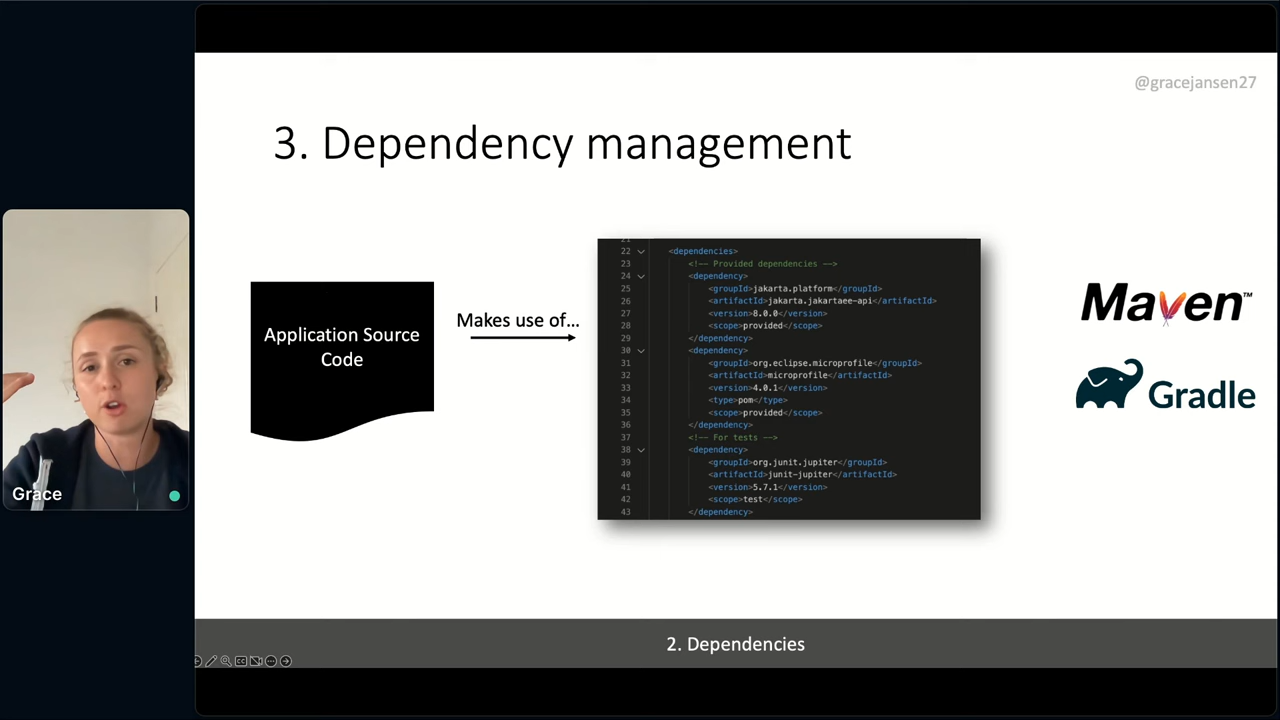 @gracejansen27
3. Dependency management
Application Source
Code
Makes use of...
21
22 <dependencies>
23 <!-- Provided dependencies -->
24 <dependency>
25 <groupId>jakarta.platform</groupId>
26 <artifactId>jakarta.jakartaee-api</artifactId>
27 <version>8.0.0</version>
28 <scope>provided</scope>
29 </dependency>
30 <dependency>
31 <groupId>org.eclipse.microprofile</groupId>
32 <artifactId>microprofile</artifactId>
33 <version>4.0.1</version>
34 <type>pom</type>
35 <scope>provided</scope>
36 </dependency>
37 <!-- For tests -->
38 <dependency>
39 <groupId>org.junit.jupiter</groupId>
40 <artifactId>junit-jupiter</artifactId>
41 <version>5.7.1</version>
42 <scope>test</scope>
43 </dependency>
Maven™
Gradle
Grace
2. Dependencies